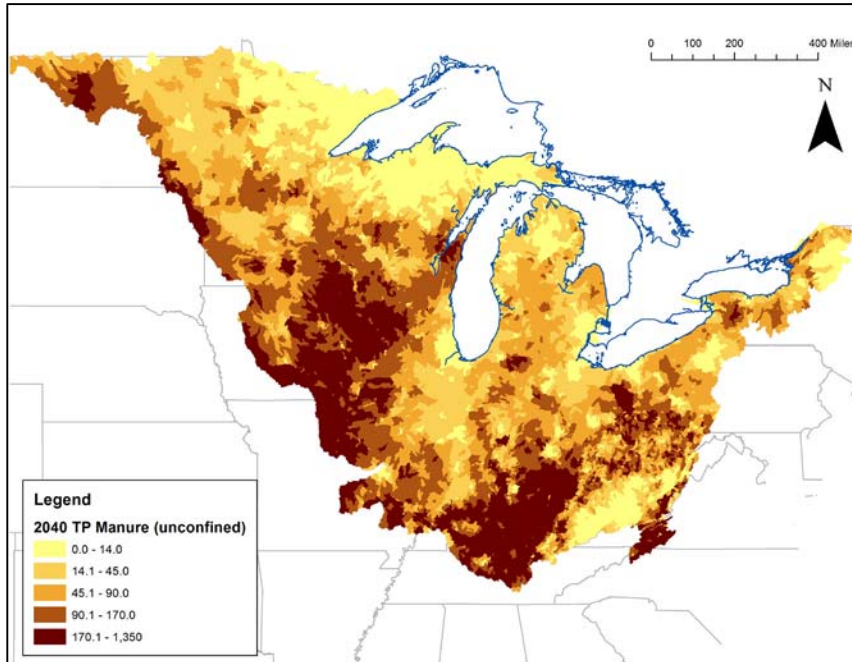 0 100 200 400 Miles
N
Legend
2040 TP Manure (unconfined)
0.0 - 14.0
14.1 - 45.0
45.1 - 90.0
90.1 - 170.0
170.1 - 1,350